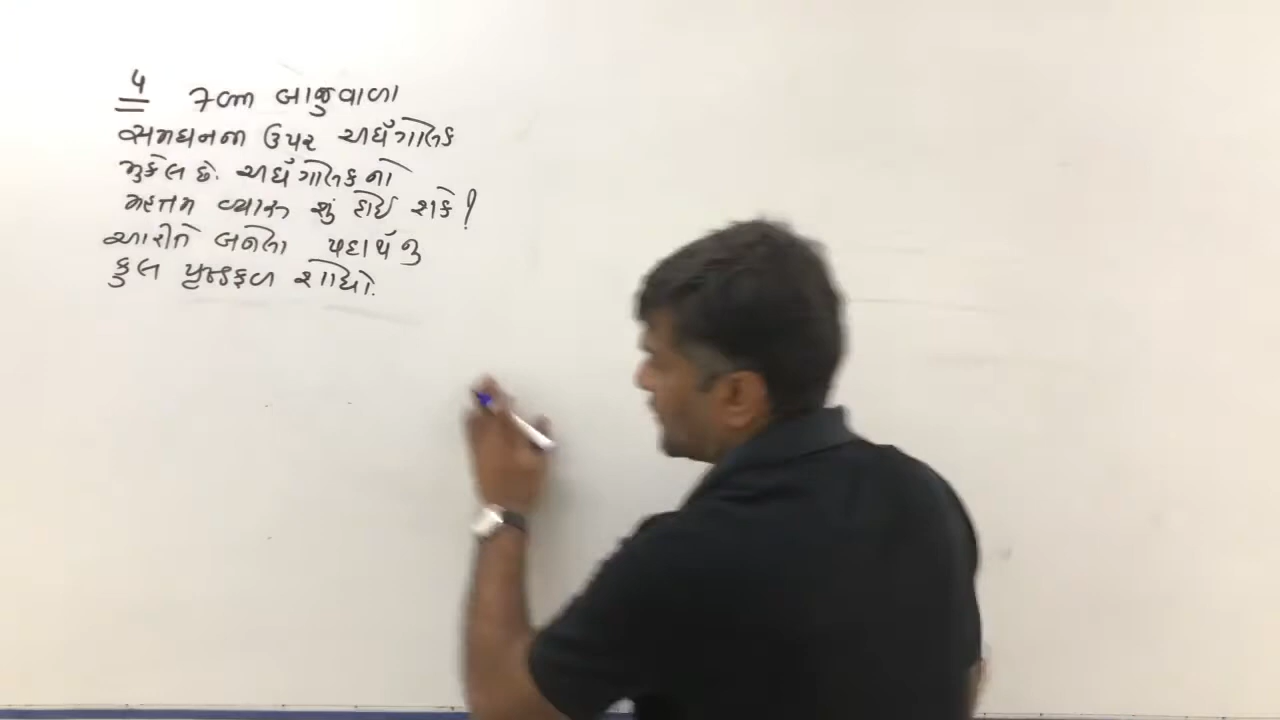 4
7cm બાજુવાળા
સમઘનના ઉપર અર્ધગોલક
મુકેલ છે. અર્ધગોલકનો
મહત્તમ વ્યાસ શું હોઈ શકે?
આ રીતે બનેલા પદાર્થનુ
કુલ પૃષ્ઠફળ શોધો.